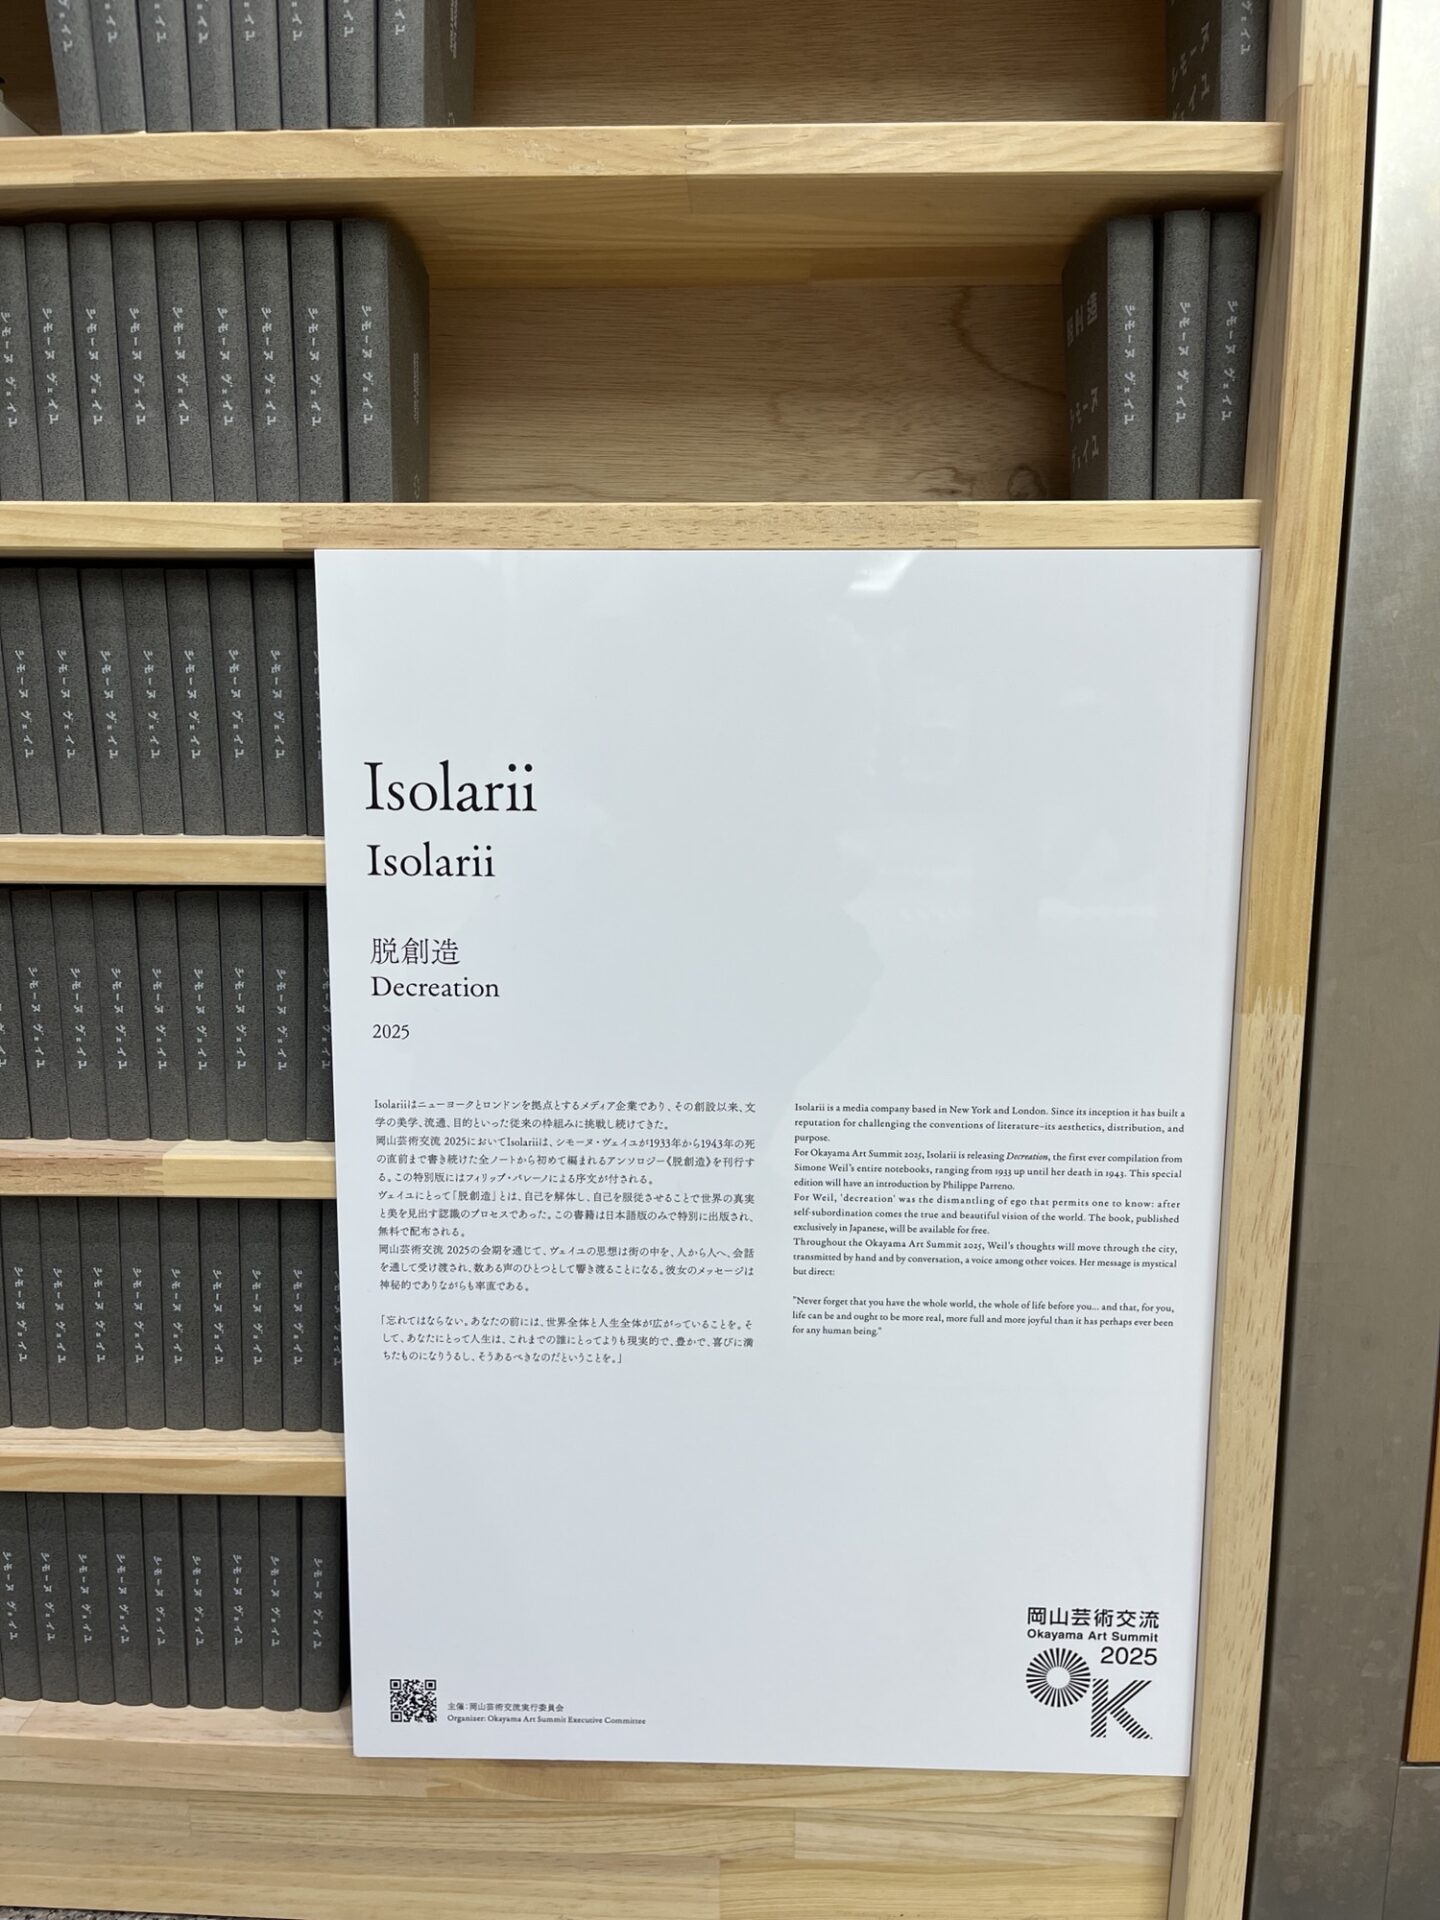 シモーヌ ヴェイユ
Isolarii
Isolarii
脱創造
Decreation
2025
Isolariiはニューヨークとロンドンを拠点とするメディア企業であり、その創設以来、文
学の美学、流通、目的といった従来の枠組みに挑戦し続けてきた。
岡山芸術交流 2025においてIsolariiは、シモーヌ・ヴェイユが1933年から1943年の死
の直前まで書き続けた全ノートから初めて編まれるアンソロジー《脱創造》を刊行す
る。この特別版にはフィリップ・パレーノによる序文が付される。
ヴェイユにとって「脱創造」とは、自己を解体し、自己を服従させることで世界の真実
と美を見出す認識のプロセスであった。この書籍は日本語版のみで特別に出版され、
無料で配布される。
岡山芸術交流 2025の会期を通じて、ヴェイユの思想は街の中を、人から人へ、会話
を通して受け渡され、数ある声のひとつとして響き渡ることになる。彼女のメッセージは
神秘的でありながらも率直である。
「忘れてはならない。あなたの前には、世界全体と人生全体が広がっていることを。そ
して、あなたにとって人生は、これまでの誰にとってよりも現実的で、豊かで、喜びに満
ちたものになりうるし、そうあるべきなのだということを。」
Isolarii is a media company based in New York and London. Since its inception it has built a
reputation for challenging the conventions of literature–its aesthetics, distribution, and
purpose.
For Okayama Art Summit 2025, Isolarii is releasing Decreation, the first ever compilation from
Simone Weil's entire notebooks, ranging from 1933 up until her death in 1943. This special
edition will have an introduction by Philippe Parreno.
For Weil, 'decreation' was the dismantling of ego that permits one to know: after
self-subordination comes the true and beautiful vision of the world. The book, published
exclusively in Japanese, will be available for free.
Throughout the Okayama Art Summit 2025, Weil's thoughts will move through the city,
transmitted by hand and by conversation, a voice among other voices. Her message is mystical
but direct:
"Never forget that you have the whole world, the whole of life before you... and that, for you,
life can be and ought to be more real, more full and more joyful than it has perhaps ever been
for any human being."
主催：岡山芸術交流実行委員会
Organizer: Okayama Art Summit Executive Committee
岡山芸術交流
Okayama Art Summit
2025
OK